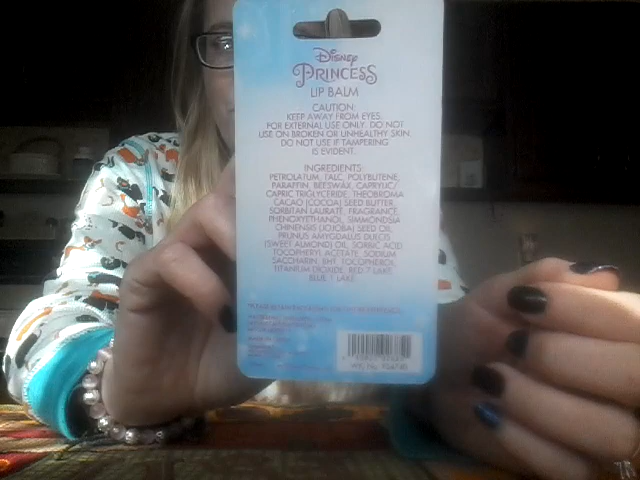 Disney
PRINCESS
LIP BALM
CAUTION:
KEEP AWAY FROM EYES.
FOR EXTERNAL USE ONLY. DO NOT
USE ON BROKEN OR UNHEALTHY SKIN.
DO NOT USE IF TAMPERING
IS EVIDENT.
INGREDIENTS:
PETROLATUM, TALC, POLYBUTENE,
PARAFFIN, BEESWAX, CAPRYLIC/
CAPRIC TRIGLYCERIDE, THEOBROMA
CACAO (COCOA) SEED BUTTER,
SORBITAN LAURATE, FRAGRANCE,
PHENOXYETHANOL, SIMMONDSIA
CHINENSIS (JOJOBA) SEED OIL,
PRUNUS AMYGDALUS DULCIS
(SWEET ALMOND) OIL, SORBIC ACID,
TOCOPHERYL ACETATE, SODIUM
SACCHARIN, BHT, TOCOPHEROL,
TITANIUM DIOXIDE, RED 7 LAKE,
BLUE 1 LAKE.